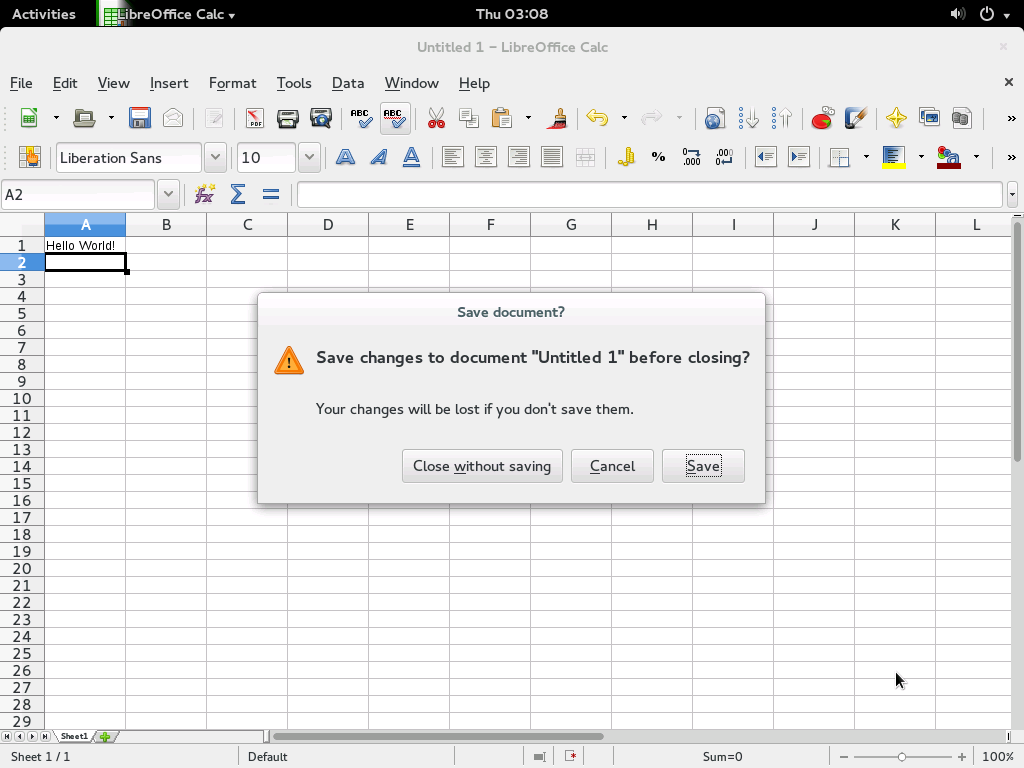 Activities LibreOffice Calc Thu 03:08
Untitled 1 – LibreOffice Calc
File Edit View Insert Format Tools Data Window Help
ABC ABC
Liberation Sans 10
A2
A B C D E F G H I J K L
1 Hello World!
2
3
4
5
6
7
8
9
10
11
12
13
14
15
16
17
18
19
20
21
22
23
24
25
26
27
28
29
Save document?
Save changes to document "Untitled 1" before closing?
Your changes will be lost if you don't save them.
Close without saving Cancel Save
Sheet1
Sheet 1 / 1 Default Sum=0 100%